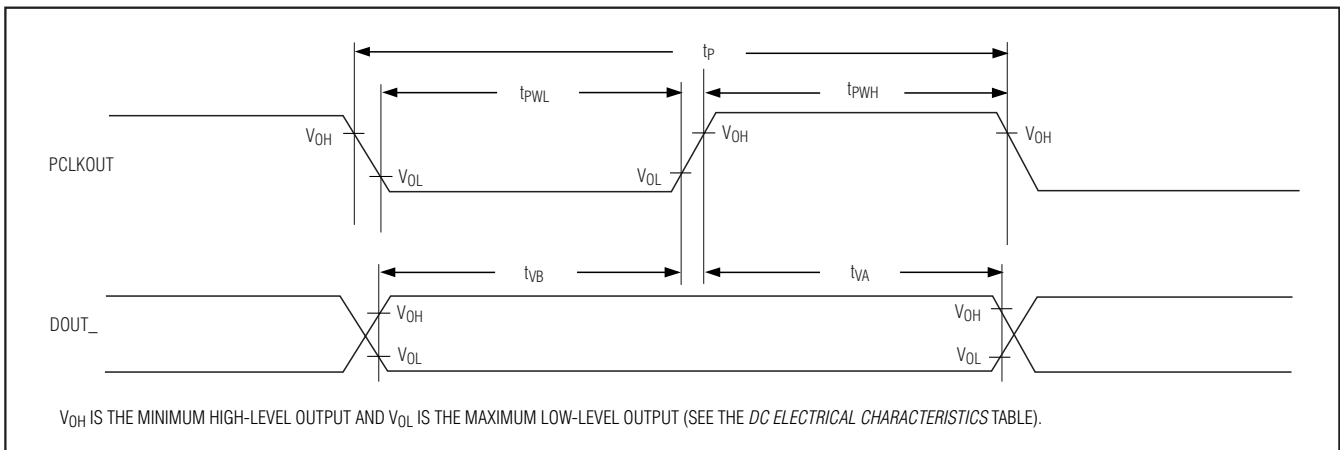 tP
tPWL
tPWH
VOH
VOH
VOH
PCLKOUT
VOL
VOL
tVB
tVA
VOH
VOH
DOUT_
VOL
VOL
VOH IS THE MINIMUM HIGH-LEVEL OUTPUT AND VOL IS THE MAXIMUM LOW-LEVEL OUTPUT (SEE THE DC ELECTRICAL CHARACTERISTICS TABLE).